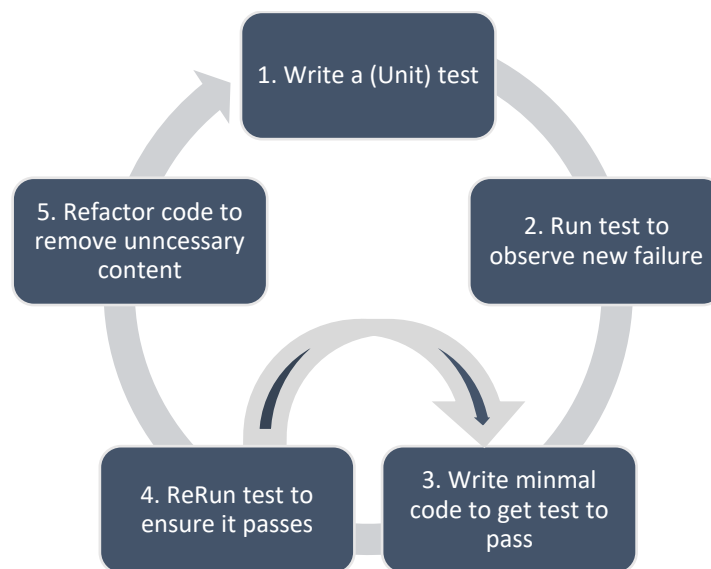 1. Write a (Unit) test
2. Run test to
observe new failure
3. Write minmal
code to get test to
pass
4. ReRun test to
ensure it passes
5. Refactor code to
remove unncessary
content